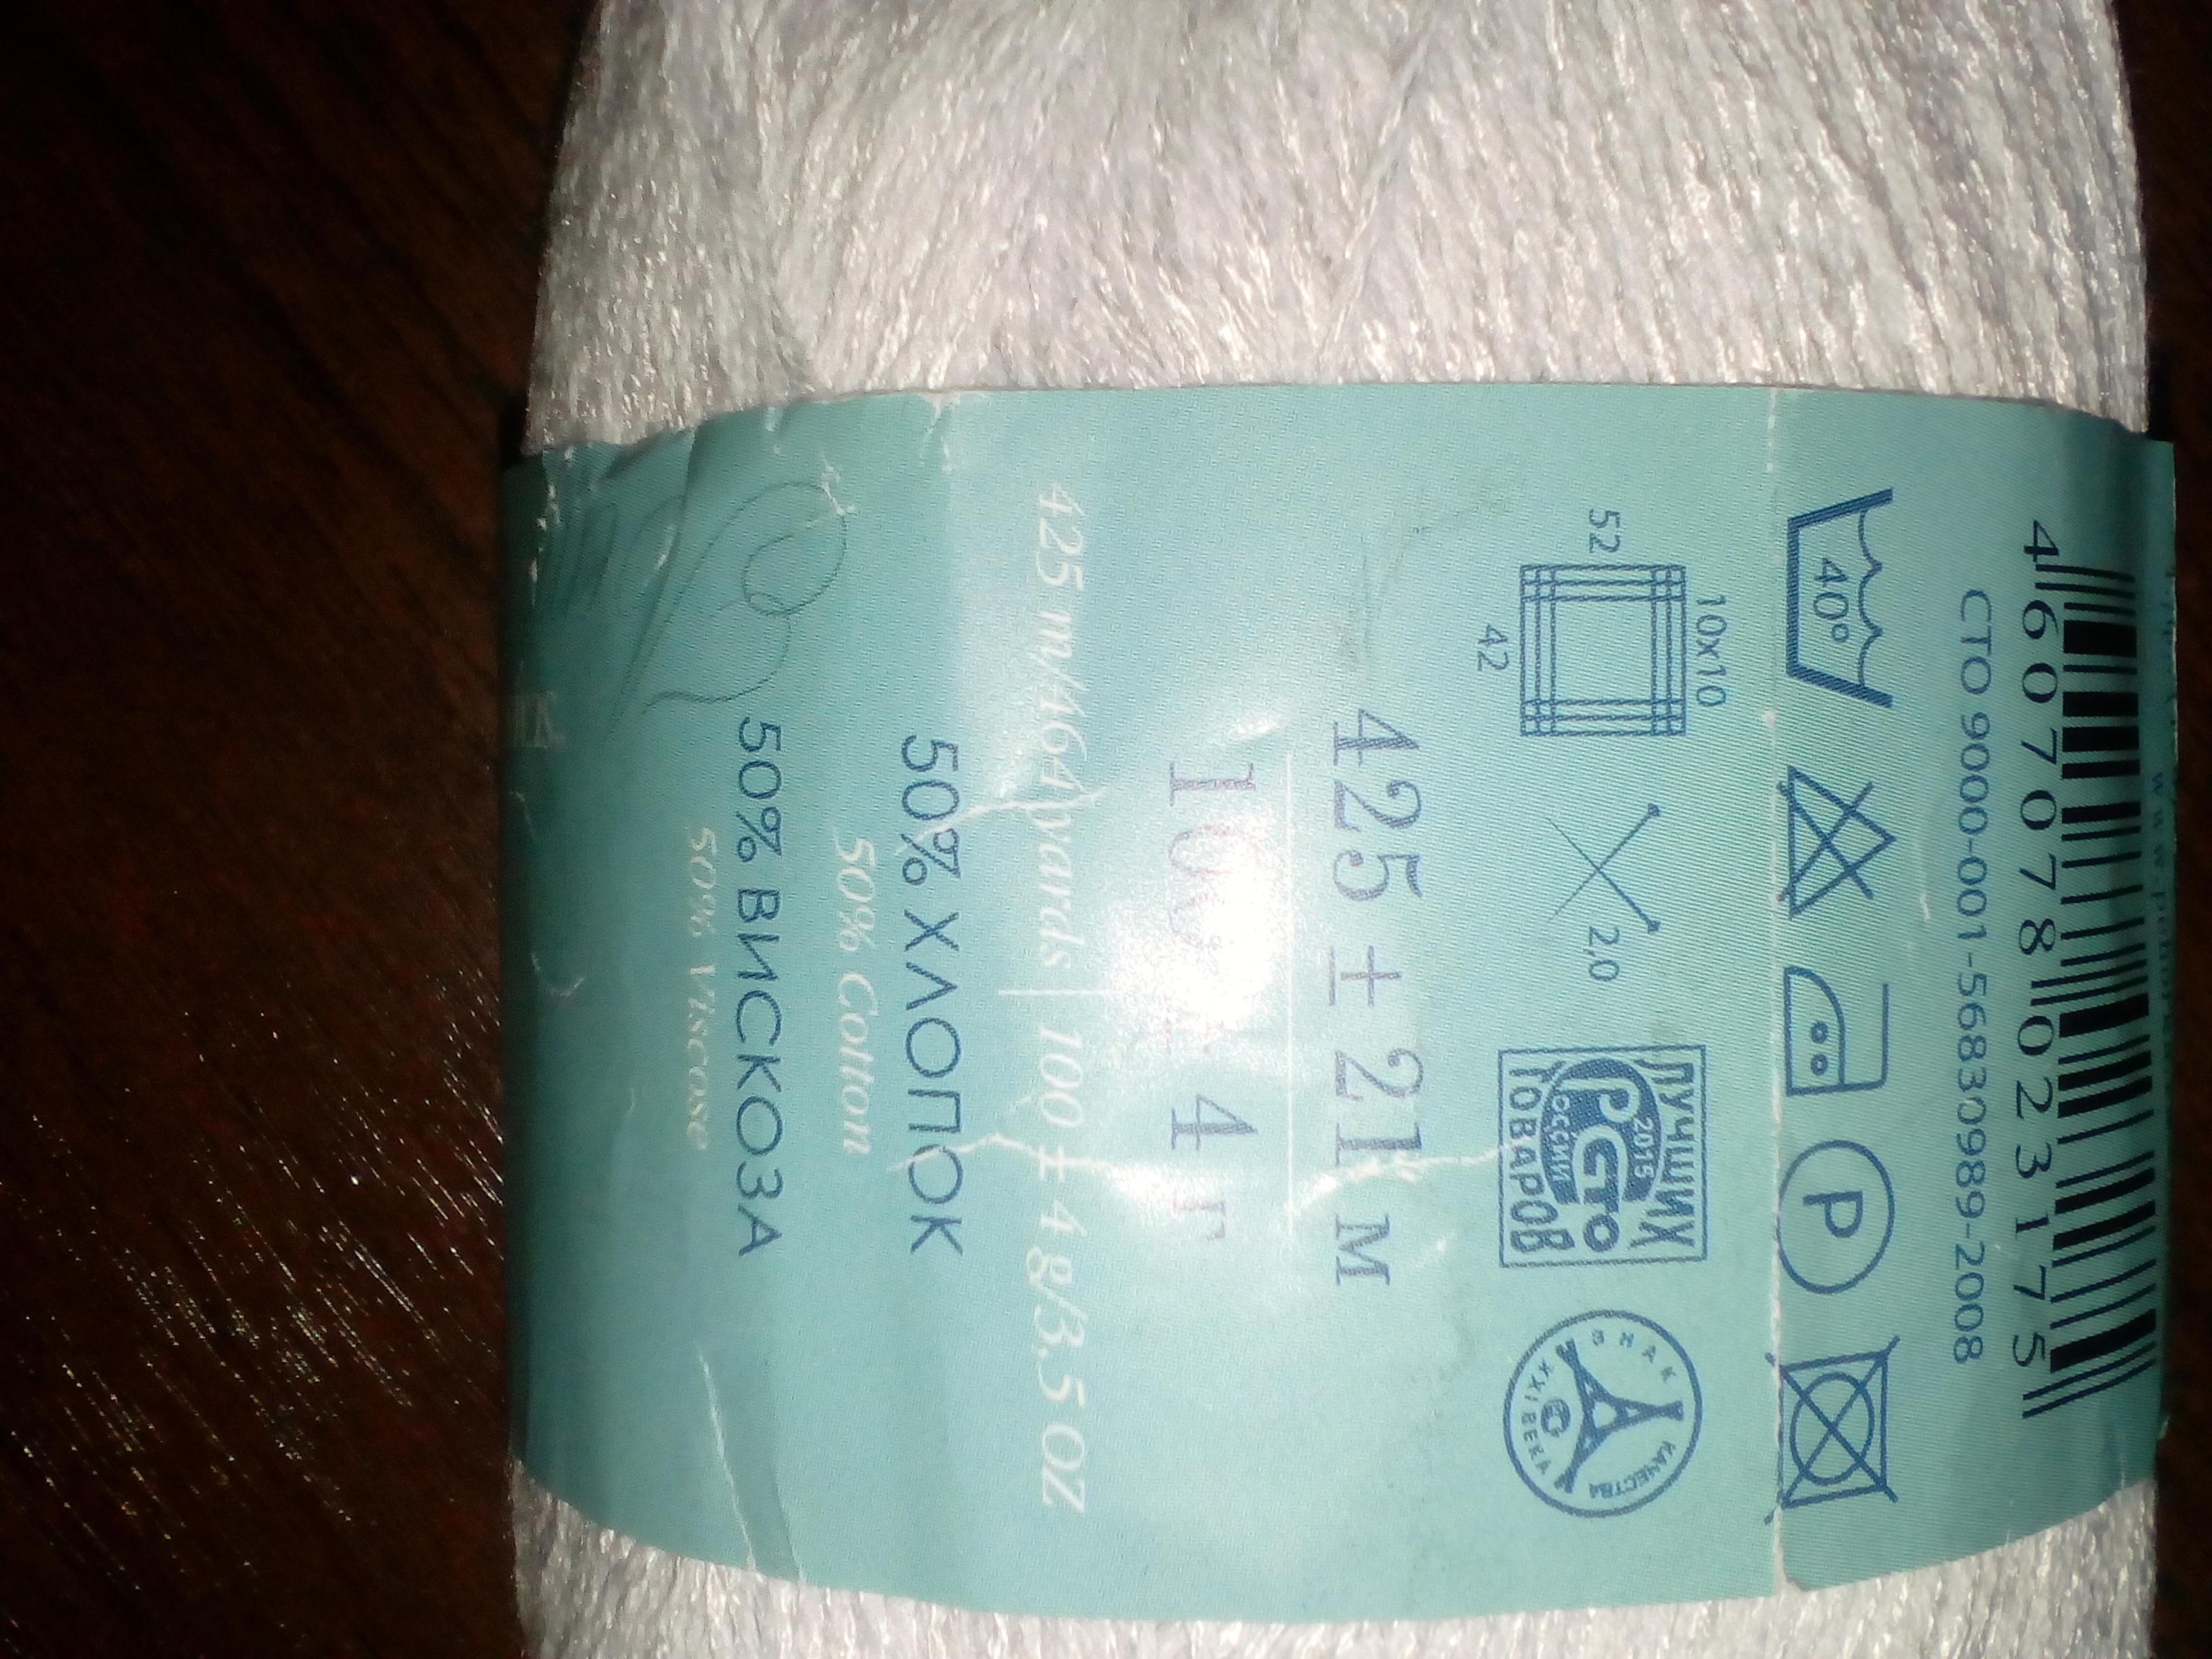 4607078023175
СТО 9000-001-56830989-2008
40°
P
10x10
52
42
2,0
ЛУЧШИХ
2015
РСТО
РОССИИ
ТОВАРОВ
ЗНАК КАЧЕСТВА
XXI ВЕКА
425 ± 21 м
100 ± 4 г
425 m/464 yards | 100 ± 4 g/3,5 OZ
50% ХЛОПОК
50% Cotton
50% ВИСКОЗА
50% Viscose